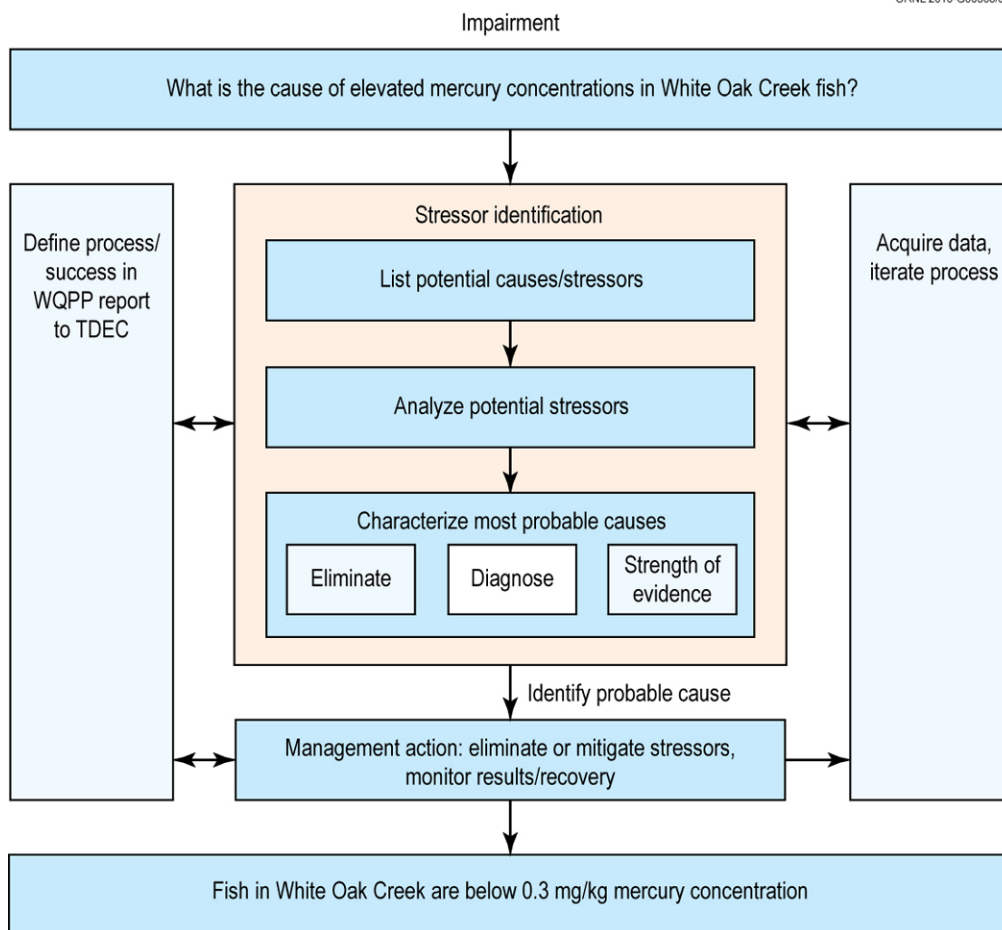 Impairment
What is the cause of elevated mercury concentrations in White Oak Creek fish?
Stressor identification
List potential causes/stressors
Analyze potential stressors
Characterize most probable causes
Eliminate
Diagnose
Strength of
evidence
Define process/
success in
WQPP report
to TDEC
Acquire data,
iterate process
Identify probable cause
Management action: eliminate or mitigate stressors,
monitor results/recovery
Fish in White Oak Creek are below 0.3 mg/kg mercury concentration